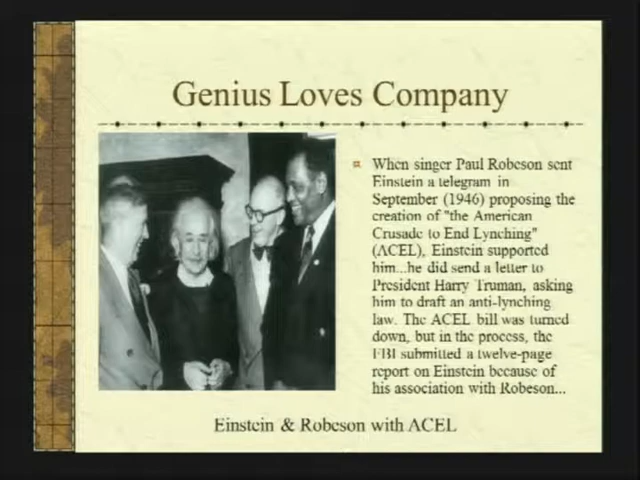 Genius Loves Company
When singer Paul Robeson sent
Einstein a telegram in
September (1946) proposing the
creation of "the American
Crusade to End Lynching"
(ACEL), Einstein supported
him...he did send a letter to
President Harry Truman, asking
him to draft an anti-lynching
law. The ACEL bill was turned
down, but in the process, the
FBI submitted a twelve-page
report on Einstein because of
his association with Robeson...
Einstein & Robeson with ACEL